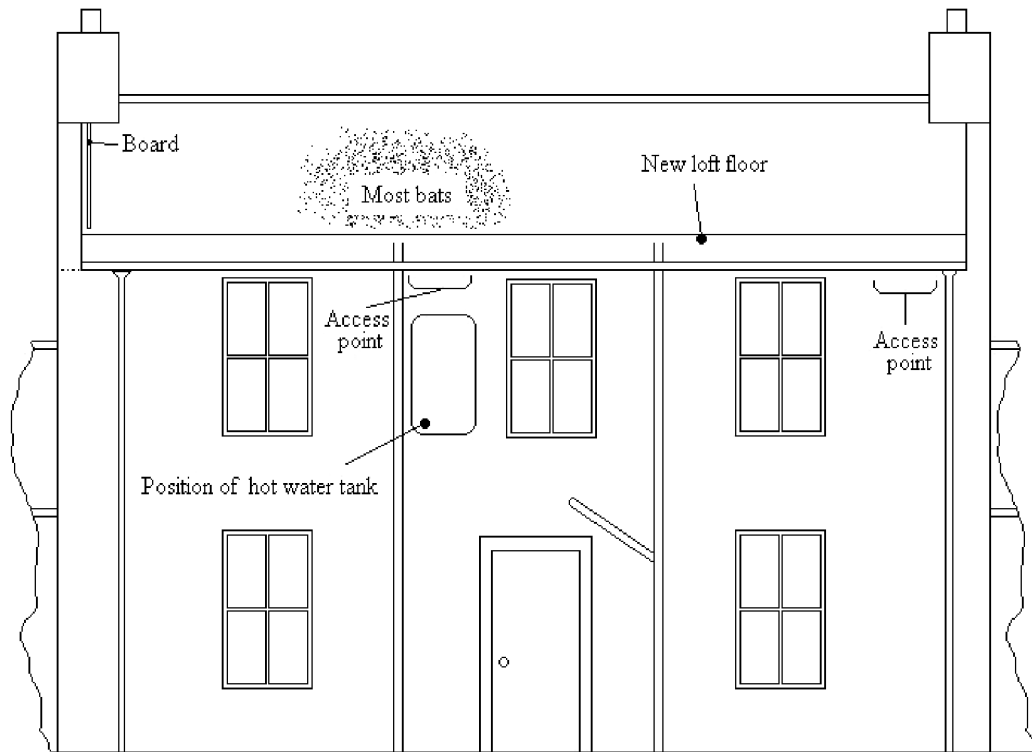 Board
Most bats
New loft floor
Access
point
Access
point
Position of hot water tank